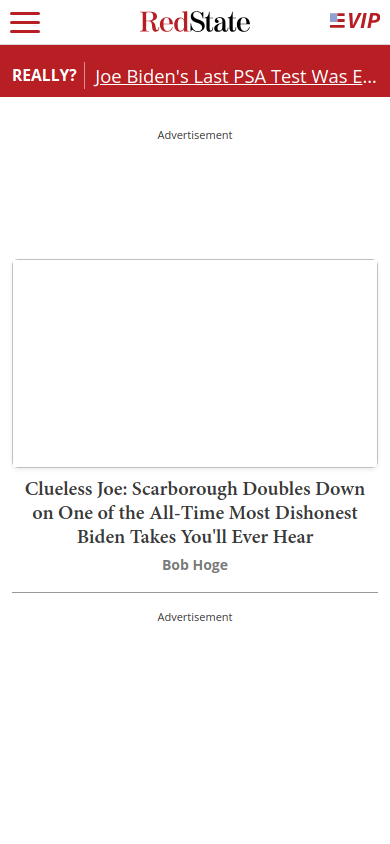 RedState
VIP
REALLY? Joe Biden's Last PSA Test Was E...
Advertisement
Clueless Joe: Scarborough Doubles Down
on One of the All-Time Most Dishonest
Biden Takes You'll Ever Hear
Bob Hoge
Advertisement